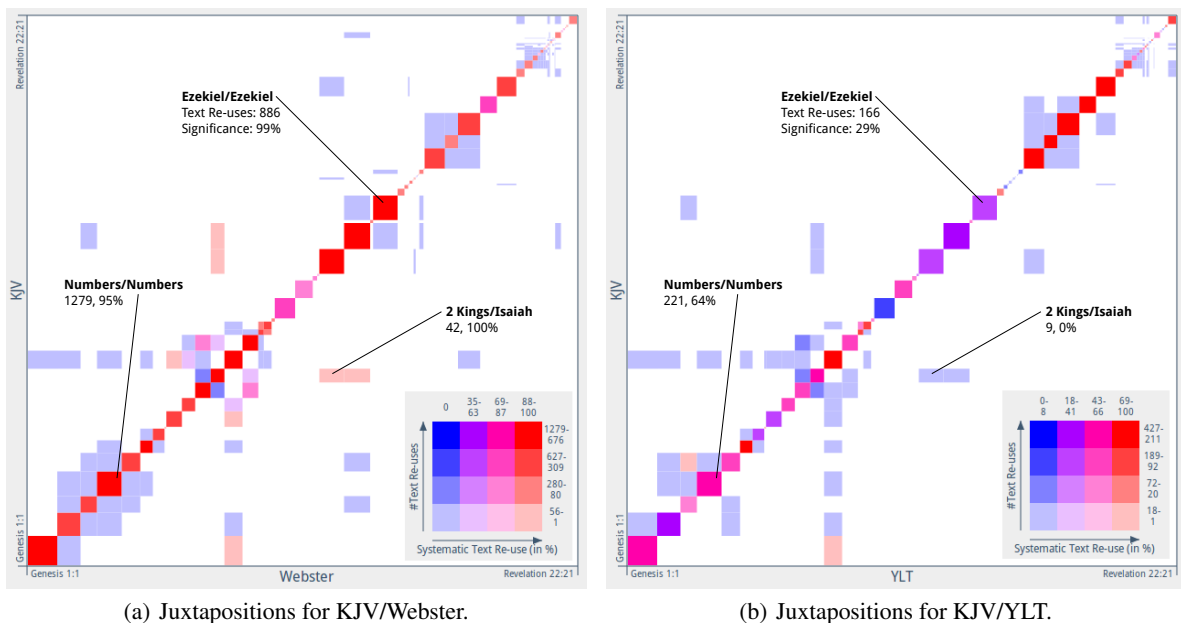 Revelation 22:21
KJV
Genesis 1:1
Ezekiel/Ezekiel
Text Re-uses: 886
Significance: 99%
Numbers/Numbers
1279, 95%
2 Kings/Isaiah
42, 100%
0
35-
63
69-
87
88-
100
#Text Re-uses
1279-
676
627-
309
280-
80
56-
1
Systematic Text Re-use (in %)
Genesis 1:1
Webster
Revelation 22:21
(a) Juxtapositions for KJV/Webster.
Revelation 22:21
KJV
Genesis 1:1
Ezekiel/Ezekiel
Text Re-uses: 166
Significance: 29%
Numbers/Numbers
221, 64%
2 Kings/Isaiah
9, 0%
0-
8
18-
41
43-
66
69-
100
#Text Re-uses
427-
211
189-
92
72-
20
18-
1
Systematic Text Re-use (in %)
Genesis 1:1
YLT
Revelation 22:21
(b) Juxtapositions for KJV/YLT.